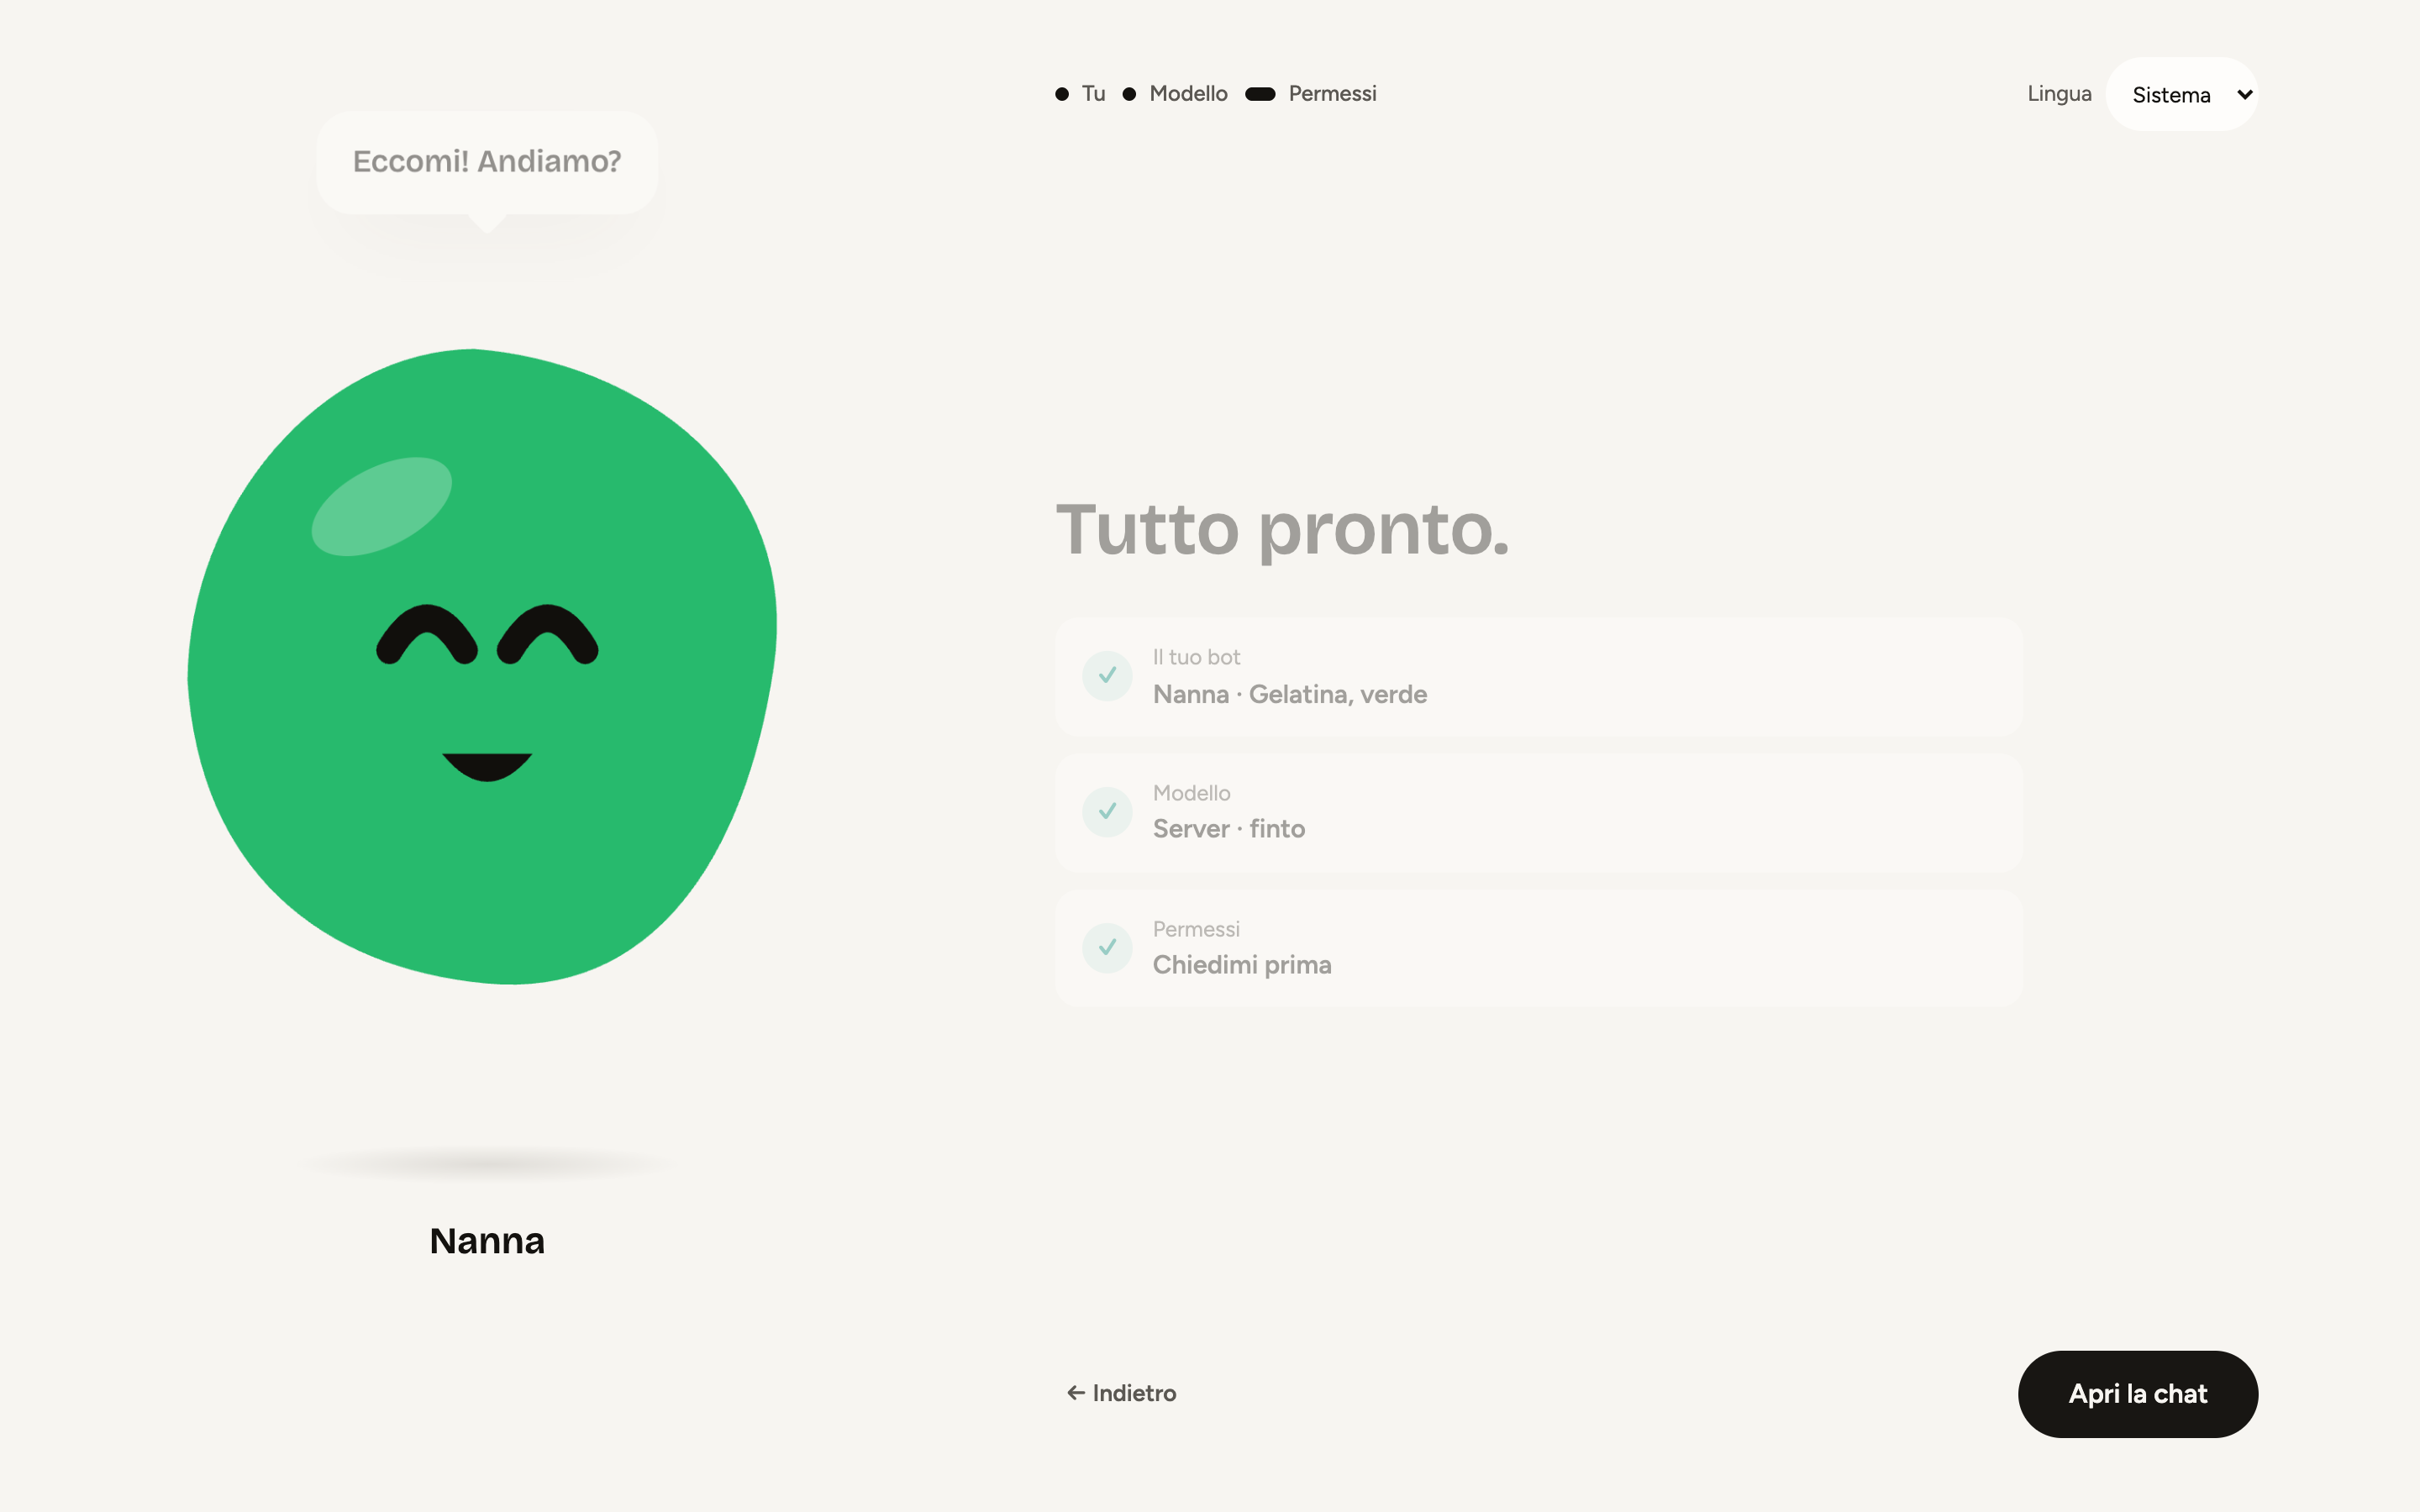 Tu Modello Permessi
Lingua Sistema
Eccomi! Andiamo?
Tutto pronto.
Il tuo bot
Nanna · Gelatina, verde
Modello
Server · finto
Permessi
Chiedimi prima
Nanna
← Indietro
Apri la chat